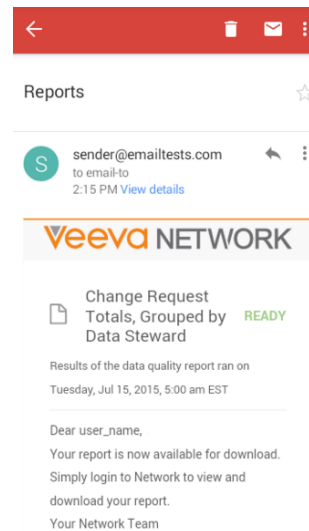 Reports
S
sender@emailtests.com
to email-to
2:15 PM View details
Veeva NETWORK
Change Request
Totals, Grouped by READY
Data Steward
Results of the data quality report ran on
Tuesday, Jul 15, 2015, 5:00 am EST
Dear user_name,
Your report is now available for download.
Simply login to Network to view and
download your report.
Your Network Team